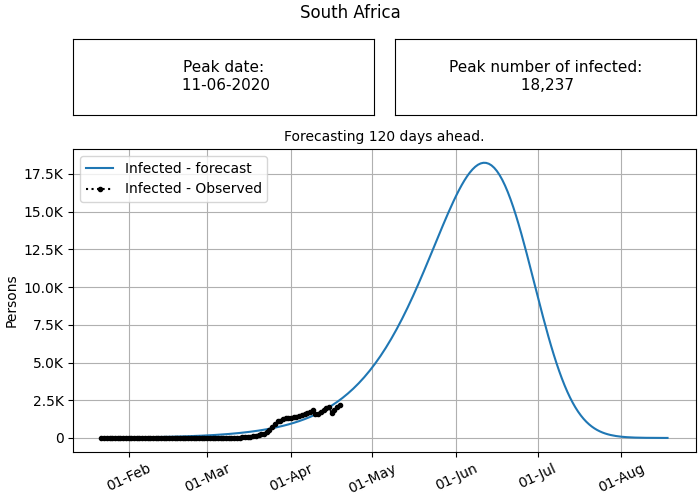 South Africa
Peak date:
11-06-2020
Peak number of infected:
18,237
Forecasting 120 days ahead.
Infected - forecast
Infected - Observed
17.5K
15.0K
12.5K
10.0K
7.5K
5.0K
2.5K
0
Persons
01-Feb
01-Mar
01-Apr
01-May
01-Jun
01-Jul
01-Aug